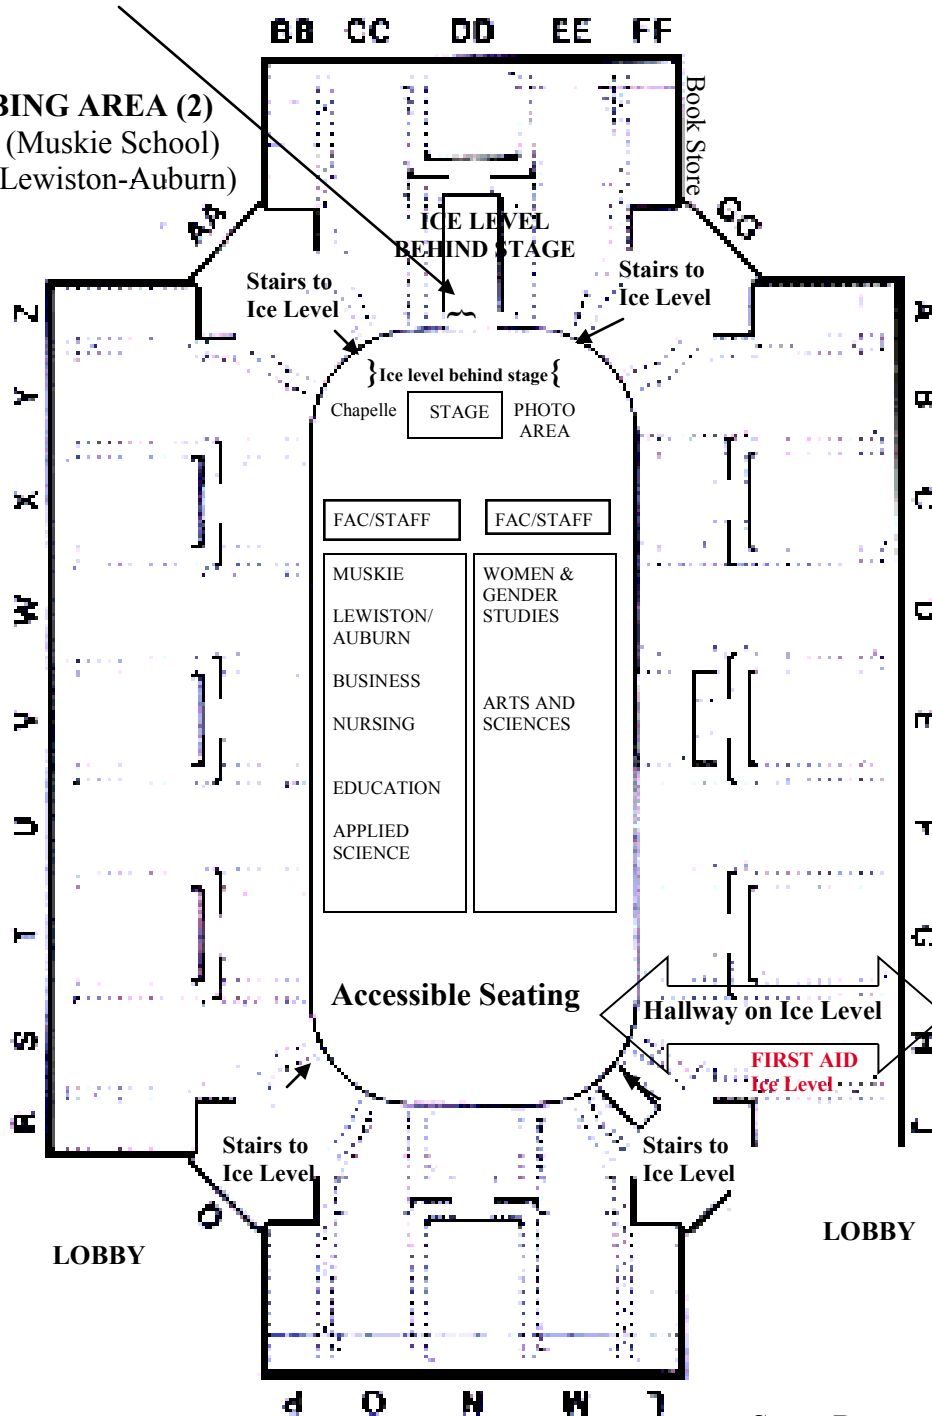 BB CC DD EE FF
BING AREA (2)
(Muskie School)
Lewiston-Auburn)
Book Store
AA
GG
ICE LEVEL
BEHIND STAGE
Stairs to
Ice Level
Stairs to
Ice Level
Z
A
}Ice level behind stage{
Y
B
Chapelle
STAGE
PHOTO
AREA
X
C
FAC/STAFF
FAC/STAFF
MUSKIE
WOMEN &
GENDER
STUDIES
W
D
LEWISTON/
AUBURN
BUSINESS
V
E
NURSING
ARTS AND
SCIENCES
EDUCATION
U
F
APPLIED
SCIENCE
T
G
Accessible Seating
Hallway on Ice Level
S
H
FIRST AID
Ice Level
R
J
Stairs to
Ice Level
Stairs to
Ice Level
Q
LOBBY
LOBBY
P O N M L